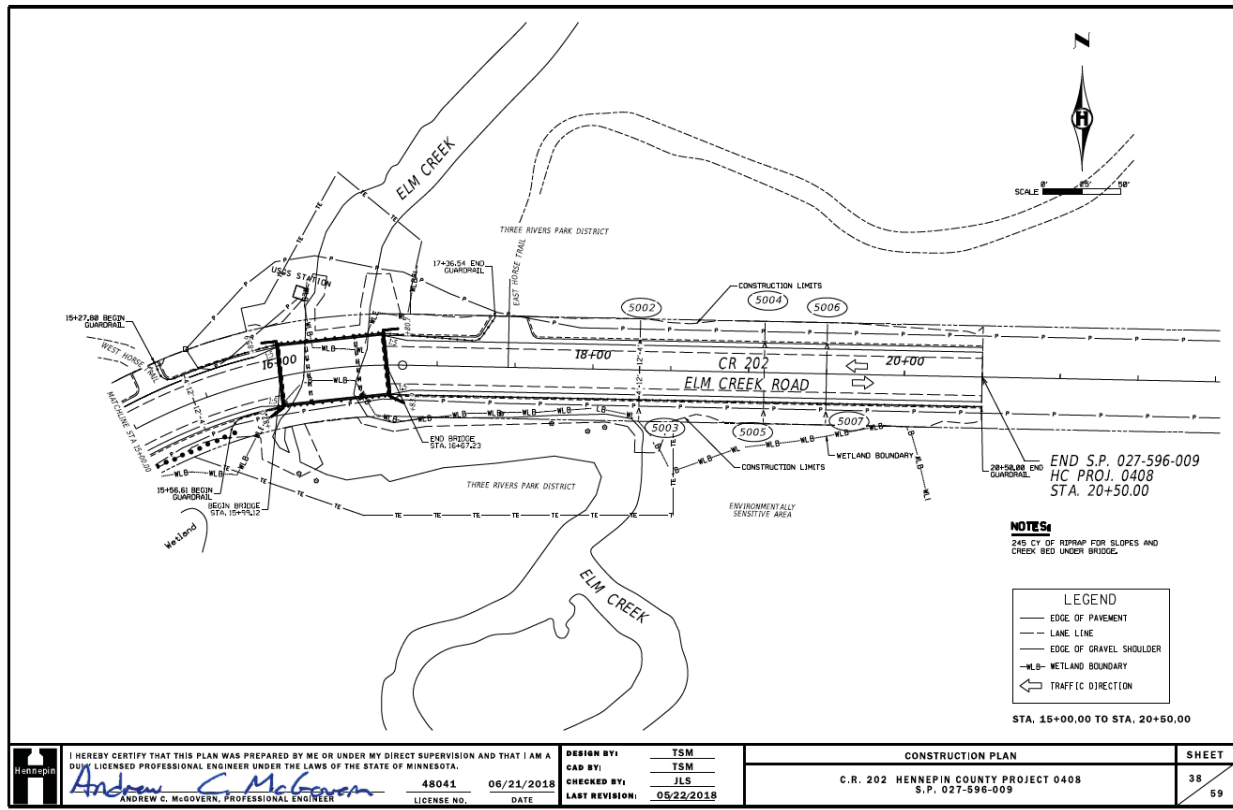 N
H
SCALE 0' 25' 50'
ELM CREEK
THREE RIVERS PARK DISTRICT
EAST HORSE TRAIL
USGS STATION
17+36.54 END
GUARDRAIL
CONSTRUCTION LIMITS
5002
5004
5006
15+27.88 BEGIN
GUARDRAIL
WEST HORSE TRAIL
MATCHLINE STA 15+00.00
16+00
18+00
CR 202
20+00
ELM CREEK ROAD
5003
5005
5007
END BRIDGE
STA. 16+67.23
WETLAND BOUNDARY
CONSTRUCTION LIMITS
20+50.00 END
GUARDRAIL
END S.P. 027-596-009
HC PROJ. 0408
STA. 20+50.00
15+56.61 BEGIN
GUARDRAIL
BEGIN BRIDGE
STA. 15+99.12
THREE RIVERS PARK DISTRICT
ENVIRONMENTALLY
SENSITIVE AREA
Wetland
ELM CREEK
NOTES:
245 CY OF RIPRAP FOR SLOPES AND
CREEK BED UNDER BRIDGE.
LEGEND
EDGE OF PAVEMENT
LANE LINE
EDGE OF GRAVEL SHOULDER
WLB WETLAND BOUNDARY
TRAFFIC DIRECTION
STA. 15+00.00 TO STA. 20+50.00
Hennepin
I HEREBY CERTIFY THAT THIS PLAN WAS PREPARED BY ME OR UNDER MY DIRECT SUPERVISION AND THAT I AM A
DULY LICENSED PROFESSIONAL ENGINEER UNDER THE LAWS OF THE STATE OF MINNESOTA.
Andrew C. McGovern
48041 06/21/2018
ANDREW C. McGOVERN, PROFESSIONAL ENGINEER LICENSE NO. DATE
DESIGN BY: TSM
CAD BY: TSM
CHECKED BY: JLS
LAST REVISION: 05/22/2018
CONSTRUCTION PLAN
C.R. 202 HENNEPIN COUNTY PROJECT 0408
S.P. 027-596-009
SHEET
38
59